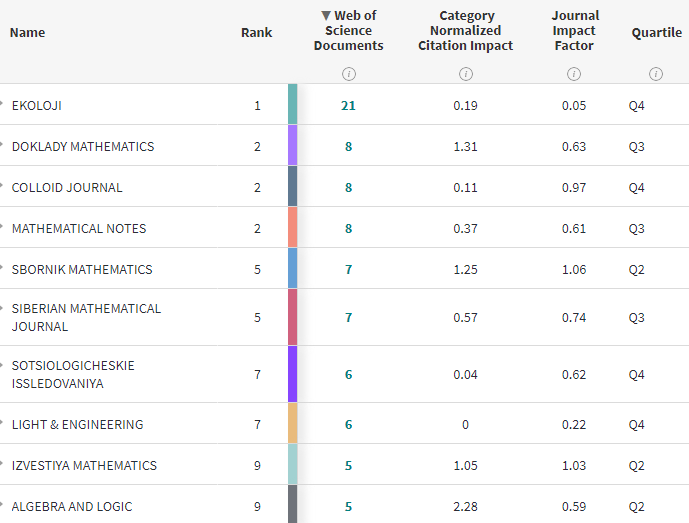 Name Rank ▼ Web of Science Documents Category Normalized Citation Impact Journal Impact Factor Quartile
EKOLOJI 1 21 0.19 0.05 Q4
DOKLADY MATHEMATICS 2 8 1.31 0.63 Q3
COLLOID JOURNAL 2 8 0.11 0.97 Q4
MATHEMATICAL NOTES 2 8 0.37 0.61 Q3
SBORNIK MATHEMATICS 5 7 1.25 1.06 Q2
SIBERIAN MATHEMATICAL JOURNAL 5 7 0.57 0.74 Q3
SOTSIOLOGICHESKIE ISSLEDOVANIYA 7 6 0.04 0.62 Q4
LIGHT & ENGINEERING 7 6 0 0.22 Q4
IZVESTIYA MATHEMATICS 9 5 1.05 1.03 Q2
ALGEBRA AND LOGIC 9 5 2.28 0.59 Q2